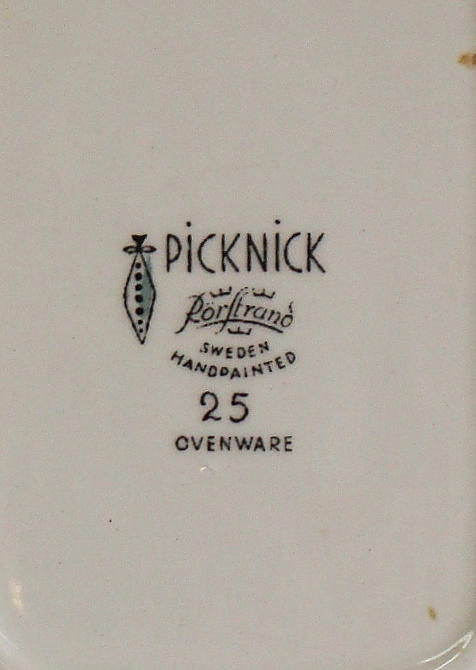 PiCKNiCK
Rörstrand
SWEDEN
HANDPAINTED
25
OVENWARE